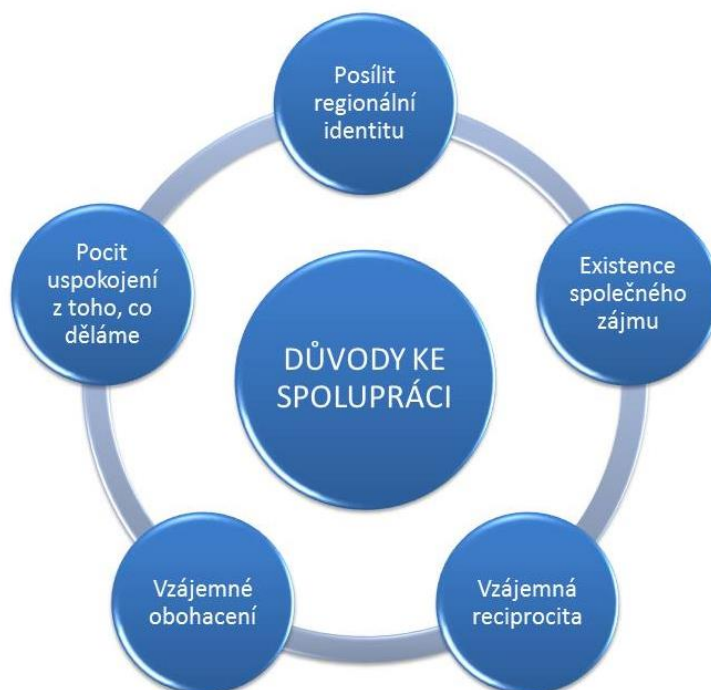 Posílit
regionální
identitu
Existence
společného
zájmu
Vzájemná
reciprocita
Vzájemné
obohacení
Pocit
uspokojení
z toho, co
děláme
DŮVODY KE
SPOLUPRÁCI